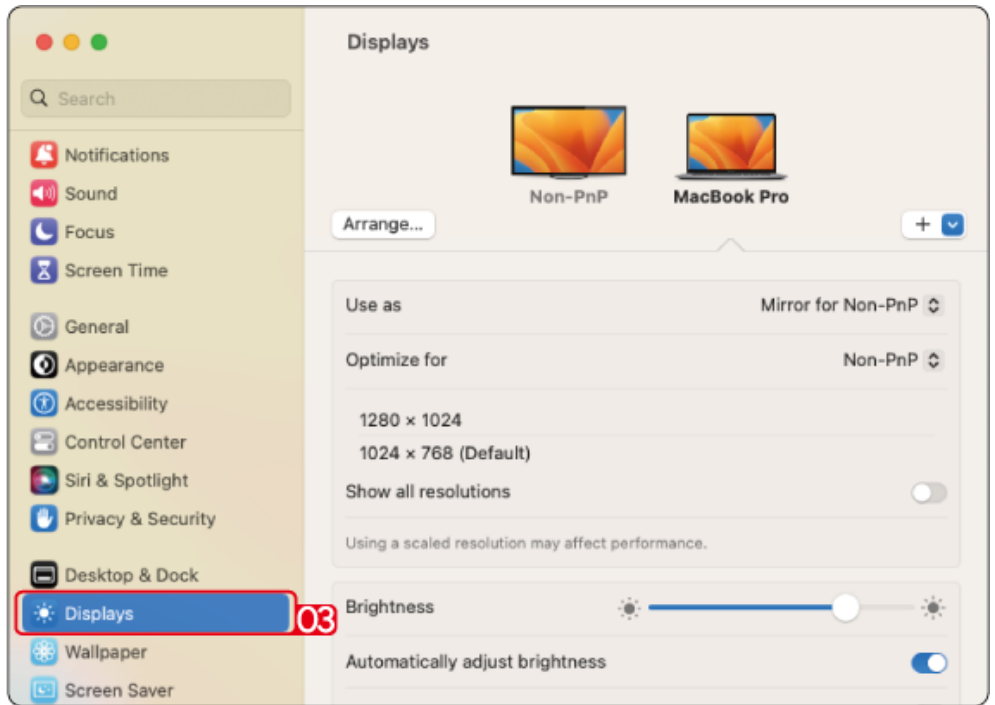 Displays
Search
Notifications
Sound
Focus
Screen Time
General
Appearance
Accessibility
Control Center
Siri & Spotlight
Privacy & Security
Desktop & Dock
Displays
03
Wallpaper
Screen Saver
Non-PnP
MacBook Pro
Arrange...
+
Use as
Mirror for Non-PnP
Optimize for
Non-PnP
1280 × 1024
1024 × 768 (Default)
Show all resolutions
Using a scaled resolution may affect performance.
Brightness
Automatically adjust brightness